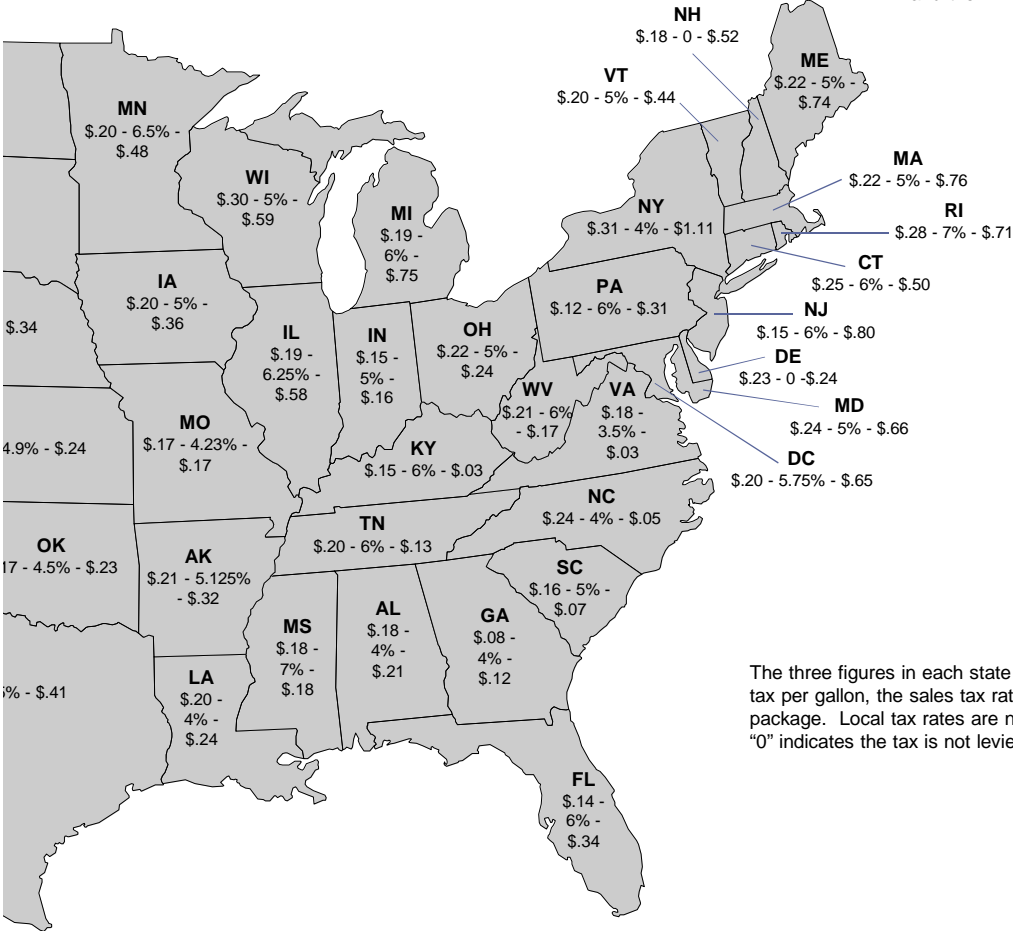 NH
$.18 - 0 - $.52
ME
$.22 - 5% -
$.74
VT
$.20 - 5% - $.44
MN
$.20 - 6.5% -
$.48
MA
$.22 - 5% - $.76
WI
$.30 - 5% -
$.59
RI
$.28 - 7% - $.71
NY
$.31 - 4% - $1.11
MI
$.19 -
6% -
$.75
CT
$.25 - 6% - $.50
IA
$.20 - 5% -
$.36
PA
$.12 - 6% - $.31
NJ
$.15 - 6% - $.80
$.34
IL
$.19 -
6.25% -
$.58
IN
$.15 -
5% -
$.16
OH
$.22 - 5% -
$.24
DE
$.23 - 0 -$.24
WV
$.21 - 6%
- $.17
VA
$.18 -
3.5% -
$.03
MD
$.24 - 5% - $.66
MO
$.17 - 4.23% -
$.17
4.9% - $.24
KY
$.15 - 6% - $.03
DC
$.20 - 5.75% - $.65
NC
$.24 - 4% - $.05
TN
$.20 - 6% - $.13
OK
17 - 4.5% - $.23
AK
$.21 - 5.125%
- $.32
SC
$.16 - 5% -
$.07
MS
$.18 -
7% -
$.18
AL
$.18 -
4% -
$.21
GA
$.08 -
4% -
$.12
LA
$.20 -
4% -
$.24
% - $.41
The three figures in each state
tax per gallon, the sales tax
package. Local tax rates are
“0” indicates the tax is not
FL
$.14 -
6% -
$.34